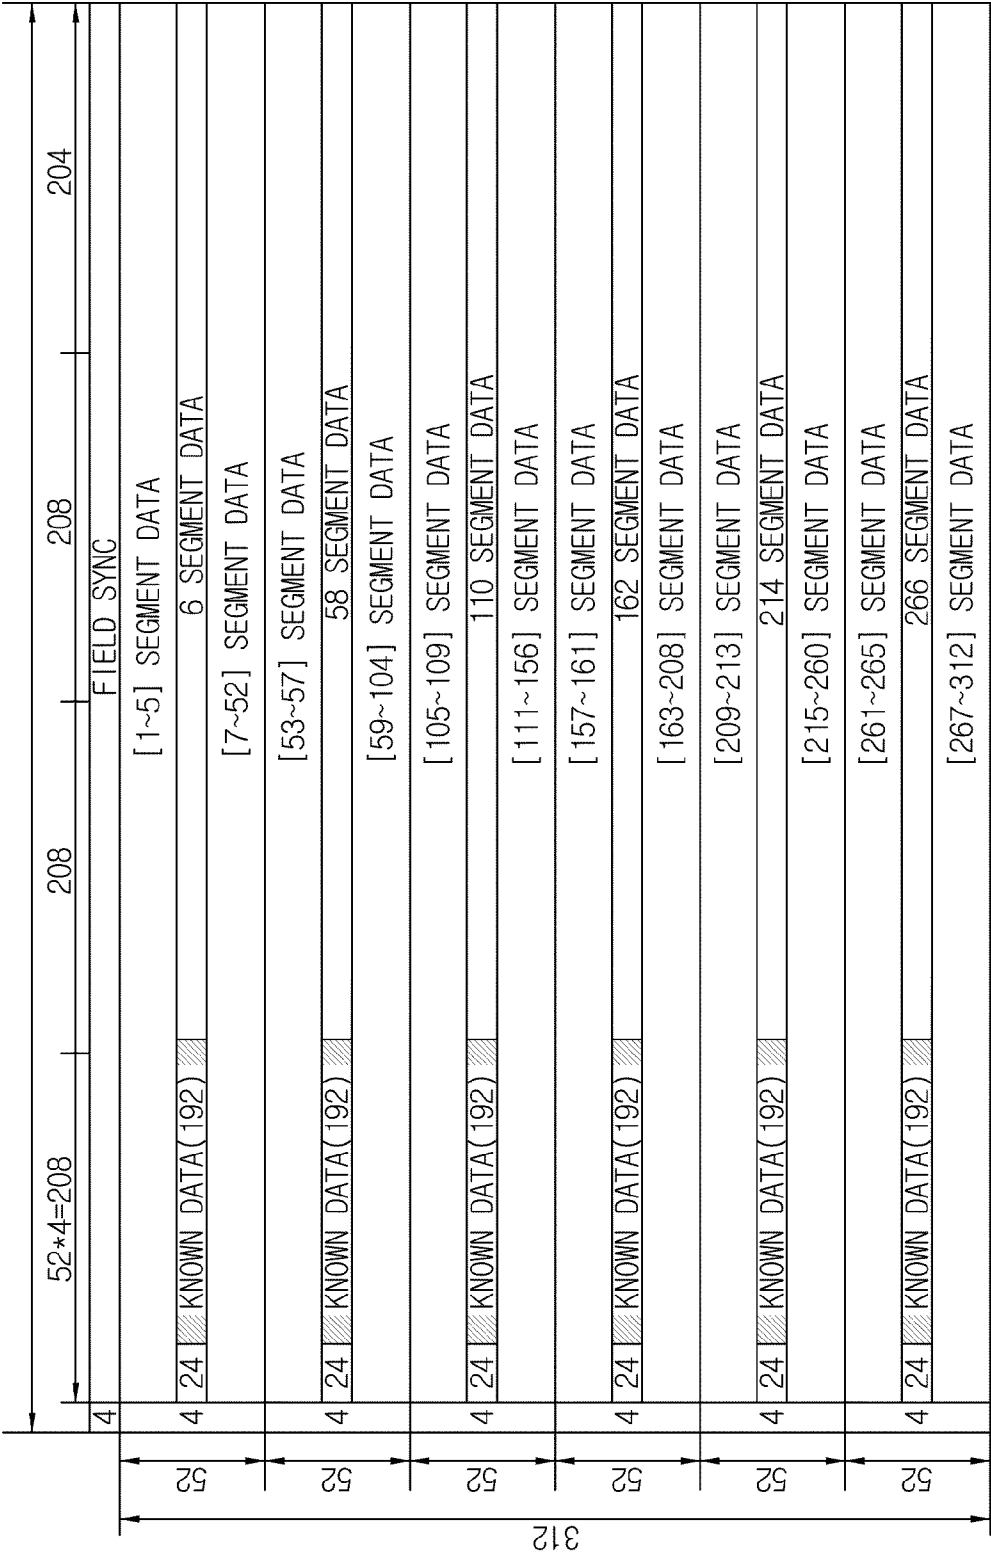 52*4=208 208 208 204
4 FIELD SYNC
[1~5] SEGMENT DATA
4 24 KNOWN DATA(192) 6 SEGMENT DATA
[7~52] SEGMENT DATA
52
[53~57] SEGMENT DATA
4 24 KNOWN DATA(192) 58 SEGMENT DATA
[59~104] SEGMENT DATA
52
[105~109] SEGMENT DATA
4 24 KNOWN DATA(192) 110 SEGMENT DATA
[111~156] SEGMENT DATA
52
[157~161] SEGMENT DATA
4 24 KNOWN DATA(192) 162 SEGMENT DATA
[163~208] SEGMENT DATA
52
[209~213] SEGMENT DATA
4 24 KNOWN DATA(192) 214 SEGMENT DATA
[215~260] SEGMENT DATA
52
[261~265] SEGMENT DATA
4 24 KNOWN DATA(192) 266 SEGMENT DATA
[267~312] SEGMENT DATA
52
312